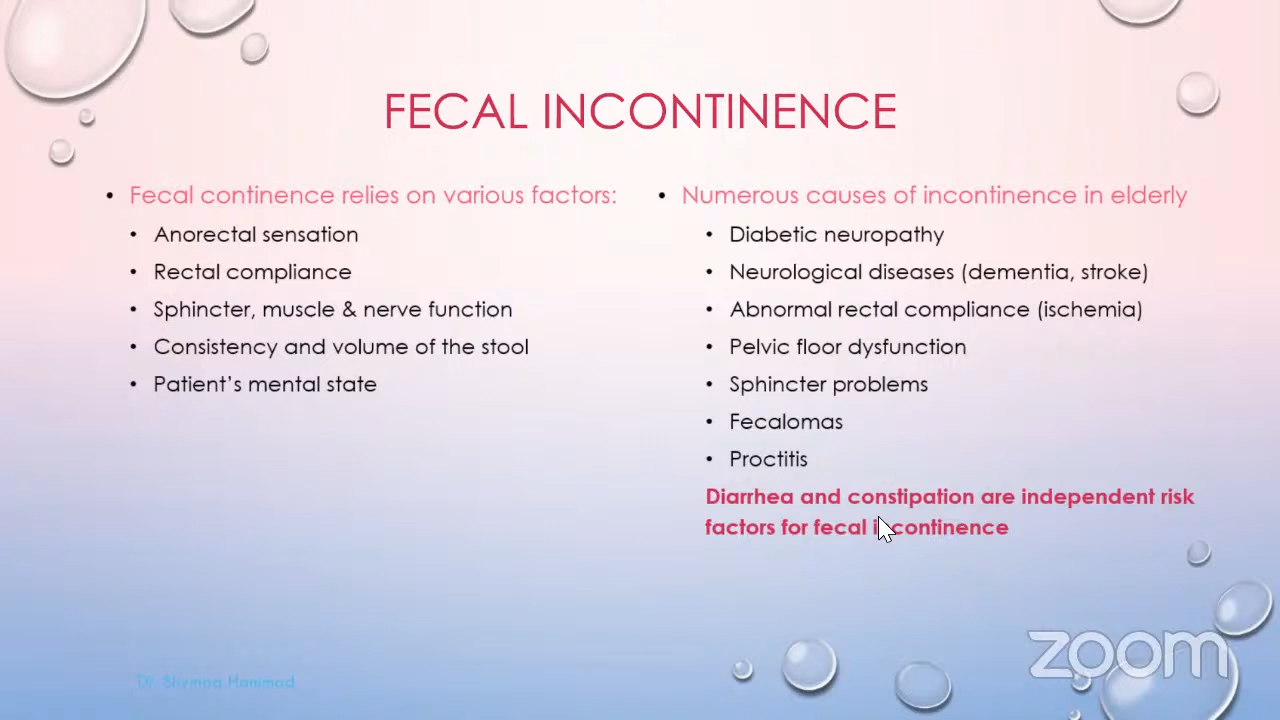 FECAL INCONTINENCE
• Fecal continence relies on various factors:
• Anorectal sensation
• Rectal compliance
• Sphincter, muscle & nerve function
• Consistency and volume of the stool
• Patient's mental state
• Numerous causes of incontinence in elderly
• Diabetic neuropathy
• Neurological diseases (dementia, stroke)
• Abnormal rectal compliance (ischemia)
• Pelvic floor dysfunction
• Sphincter problems
• Fecalomas
• Proctitis
Diarrhea and constipation are independent risk
factors for fecal incontinence
Dr. Shymaa Hammad
zoom